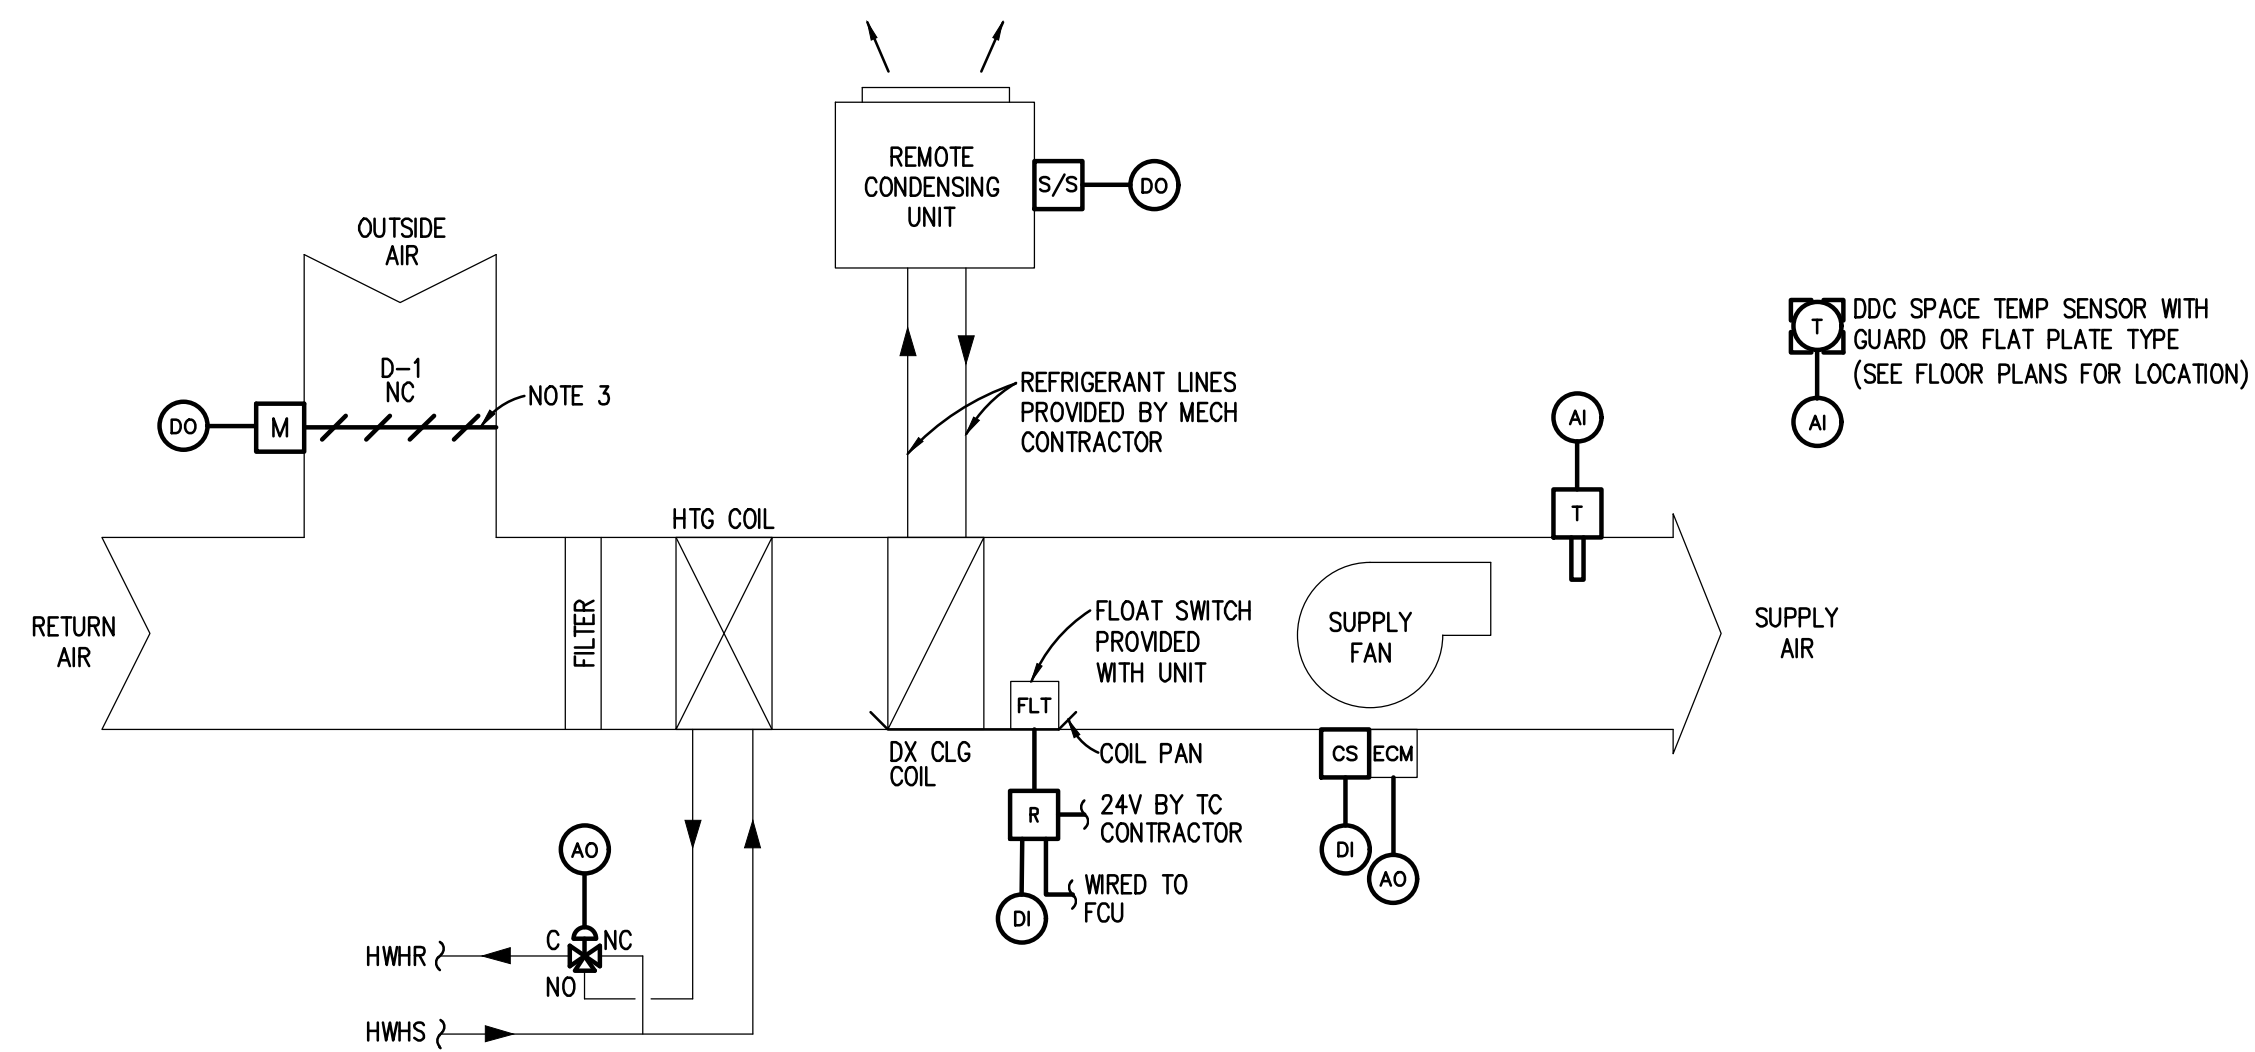 REMOTE
CONDENSING
UNIT
S/S
DO
OUTSIDE
AIR
D-1
NC
NOTE 3
DO
M
REFRIGERANT LINES
PROVIDED BY MECH
CONTRACTOR
T
DDC SPACE TEMP SENSOR WITH
GUARD OR FLAT PLATE TYPE
(SEE FLOOR PLANS FOR LOCATION)
AI
AI
T
HTG COIL
RETURN
AIR
FILTER
FLOAT SWITCH
PROVIDED
WITH UNIT
FLT
SUPPLY
FAN
SUPPLY
AIR
DX CLG
COIL
COIL PAN
CS
ECM
R
24V BY TC
CONTRACTOR
DI
AO
WIRED TO
FCU
DI
AO
C
NC
NO
HWHR
HWHS